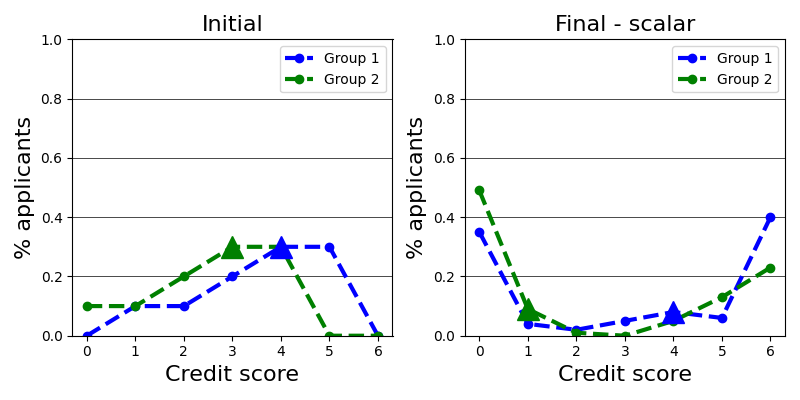 Initial
1.0
0.8
0.6
0.4
0.2
0.0
% applicants
0 1 2 3 4 5 6
Credit score
Group 1
Group 2
Final - scalar
1.0
0.8
0.6
0.4
0.2
0.0
% applicants
0 1 2 3 4 5 6
Credit score
Group 1
Group 2